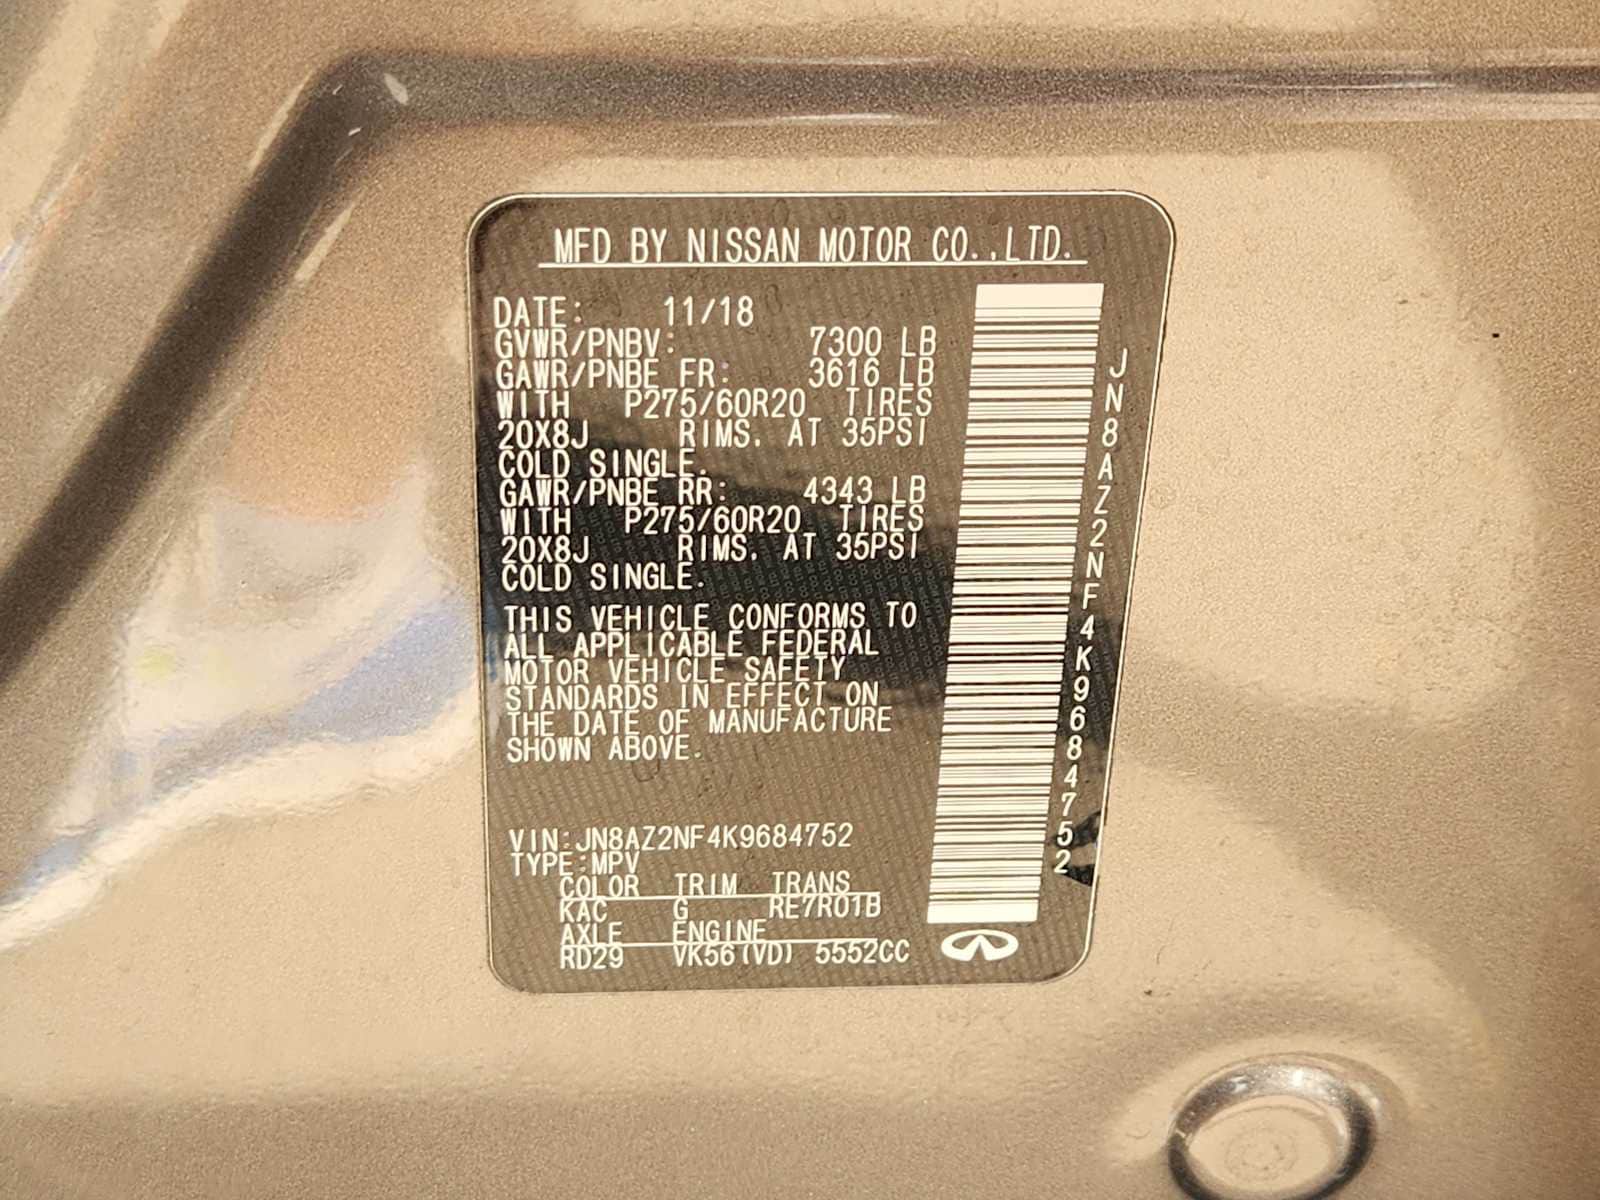 MFD BY NISSAN MOTOR CO.,LTD.
DATE: 11/18
GVWR/PNBV: 7300 LB
GAWR/PNBE FR: 3616 LB
WITH P275/60R20 TIRES
20X8J RIMS. AT 35PSI
COLD SINGLE.
GAWR/PNBE RR: 4343 LB
WITH P275/60R20 TIRES
20X8J RIMS. AT 35PSI
COLD SINGLE.
THIS VEHICLE CONFORMS TO
ALL APPLICABLE FEDERAL
MOTOR VEHICLE SAFETY
STANDARDS IN EFFECT ON
THE DATE OF MANUFACTURE
SHOWN ABOVE.
VIN:JN8AZ2NF4K9684752
TYPE:MPV
COLOR TRIM TRANS
KAC G RE7R01B
AXLE ENGINE
RD29 VK56(VD) 5552CC
JN8AZ2NF4K9684752